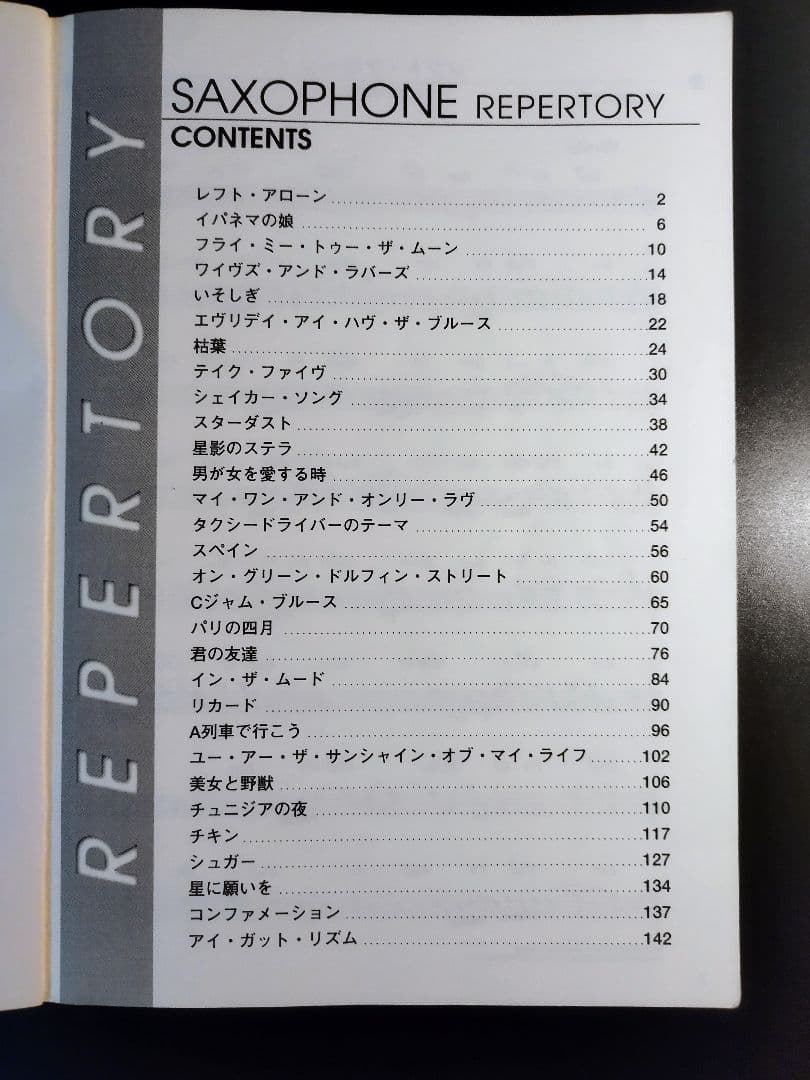 REPERTORY
SAXOPHONE REPERTORY
CONTENTS
レフト・アローン 2
イパネマの娘 6
フライ・ミー・トゥー・ザ・ムーン 10
ワイヴズ・アンド・ラバーズ 14
いそしぎ 18
エヴリデイ・アイ・ハヴ・ザ・ブルース 22
枯葉 24
テイク・ファイヴ 30
シェイカー・ソング 34
スターダスト 38
星影のステラ 42
男が女を愛する時 46
マイ・ワン・アンド・オンリー・ラヴ 50
タクシードライバーのテーマ 54
スペイン 56
オン・グリーン・ドルフィン・ストリート 60
Cジャム・ブルース 65
パリの四月 70
君の友達 76
イン・ザ・ムード 84
リカード 90
A列車で行こう 96
ユー・アー・ザ・サンシャイン・オブ・マイ・ライフ 102
美女と野獣 106
チュニジアの夜 110
チキン 117
シュガー 127
星に願いを 134
コンファメーション 137
アイ・ガット・リズム 142